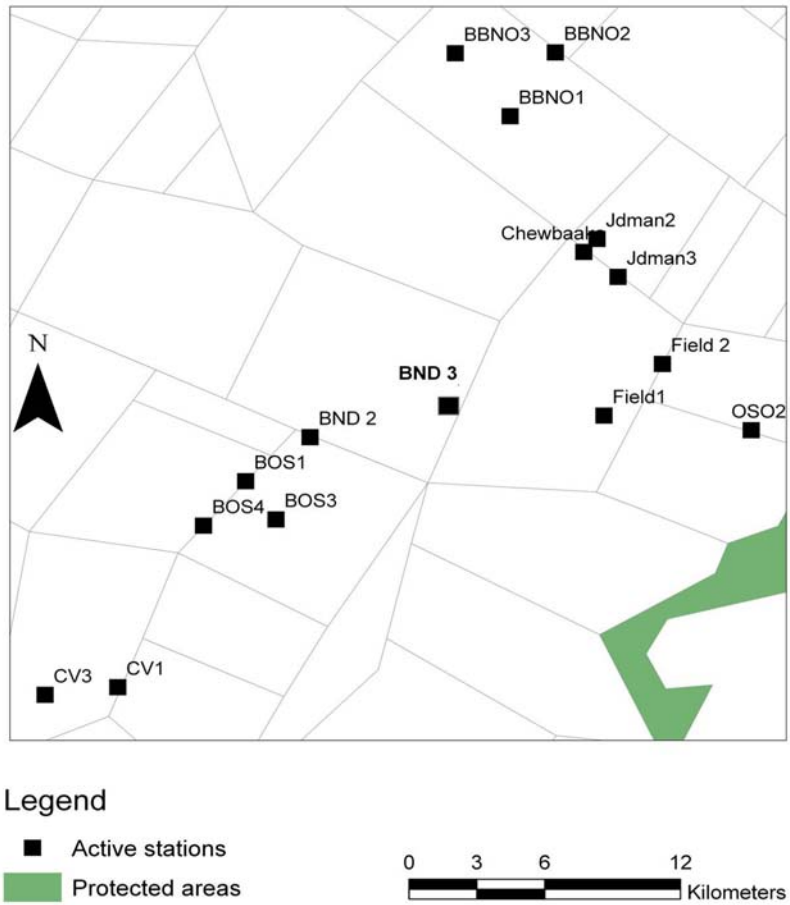 BBNO3
BBNO2
BBNO1
Jdman2
Jdman3
N
BND 3
Field 2
Field1
OSO2
BND 2
BOS1
BOS4
BOS3
CV3
CV1
Legend
Active stations
Protected areas
0 3 6 12
Kilometers